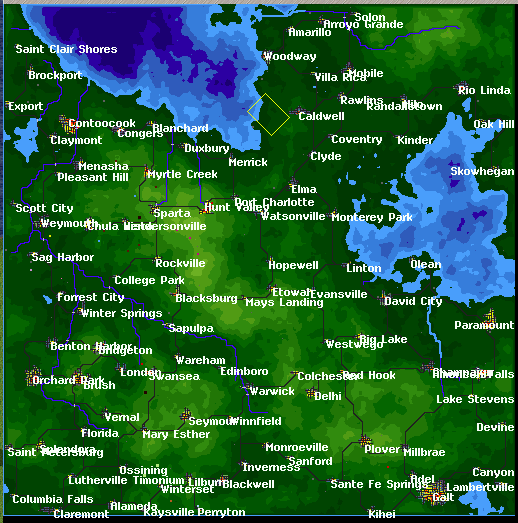 Solon
Arroyo Grande
Amarillo
Saint Clair Shores
Woodway
Brockport
Mobile
Villa Rica
Rio Linda
Rawlins
Export
Caldwell
Contoocook
Blanchard
Congers
Oak Hill
Claymont
Coventry
Kinder
Duxbury
Clyde
Merrick
Menasha
Myrtle Creek
Skowhegan
Pleasant Hill
Elma
Port Charlotte
Scott City
Hunt Valley
Sparta
Watsonville
Monterey Park
Weymouth
Chula Vista
Hendersonville
Sag Harbor
Rockville
Hopewell
Linton
Olean
College Park
Etowah
Evansville
Forrest City
Blacksburg
Mays Landing
David City
Winter Springs
Paramount
Sapulpa
Big Lake
Westwego
Benton Harbor
Bridgeton
Wareham
London
Edinboro
Swansea
Colchester
Red Hook
Orchard Park
Blush
Warwick
Delhi
Lake Stevens
Vernal
Seymour
Winnfield
Devine
Florida
Mary Esther
Monroeville
Plover
Millbrae
Saint Petersburg
Splendora
Sanford
Inverness
Ossining
Canyon
Lutherville Timonium
Lilburn
Blackwell
Sante Fe Springs
Adel
Lambertville
Winterset
Galt
Columbia Falls
Alameda
Claremont
Kaysville
Perryton
Kihei